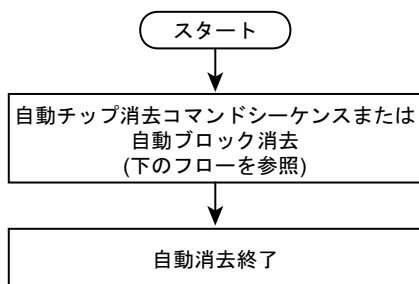 スタート
自動チップ消去コマンドシーケンスまたは
自動ブロック消去
(下のフローを参照)
自動消去終了